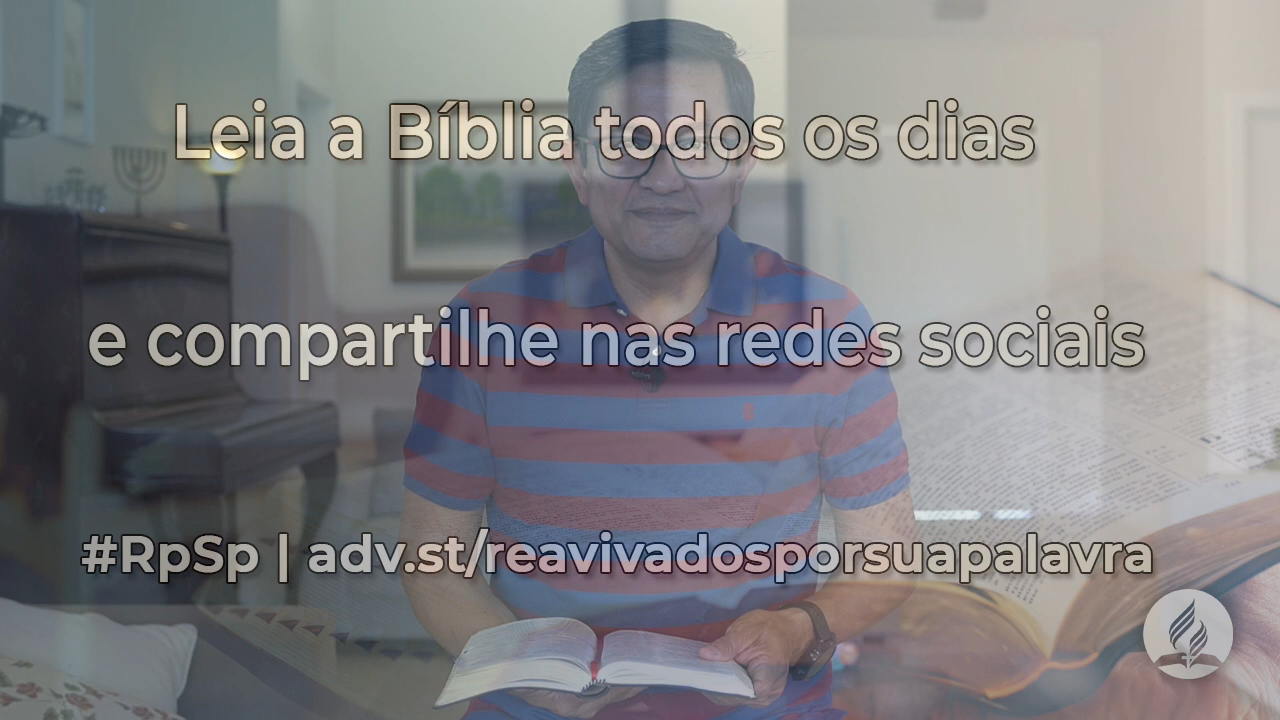 Leia a Bíblia todos os dias
e compartilhe nas redes sociais
#RpSp | adv.st/reavivadosporsuapalavra